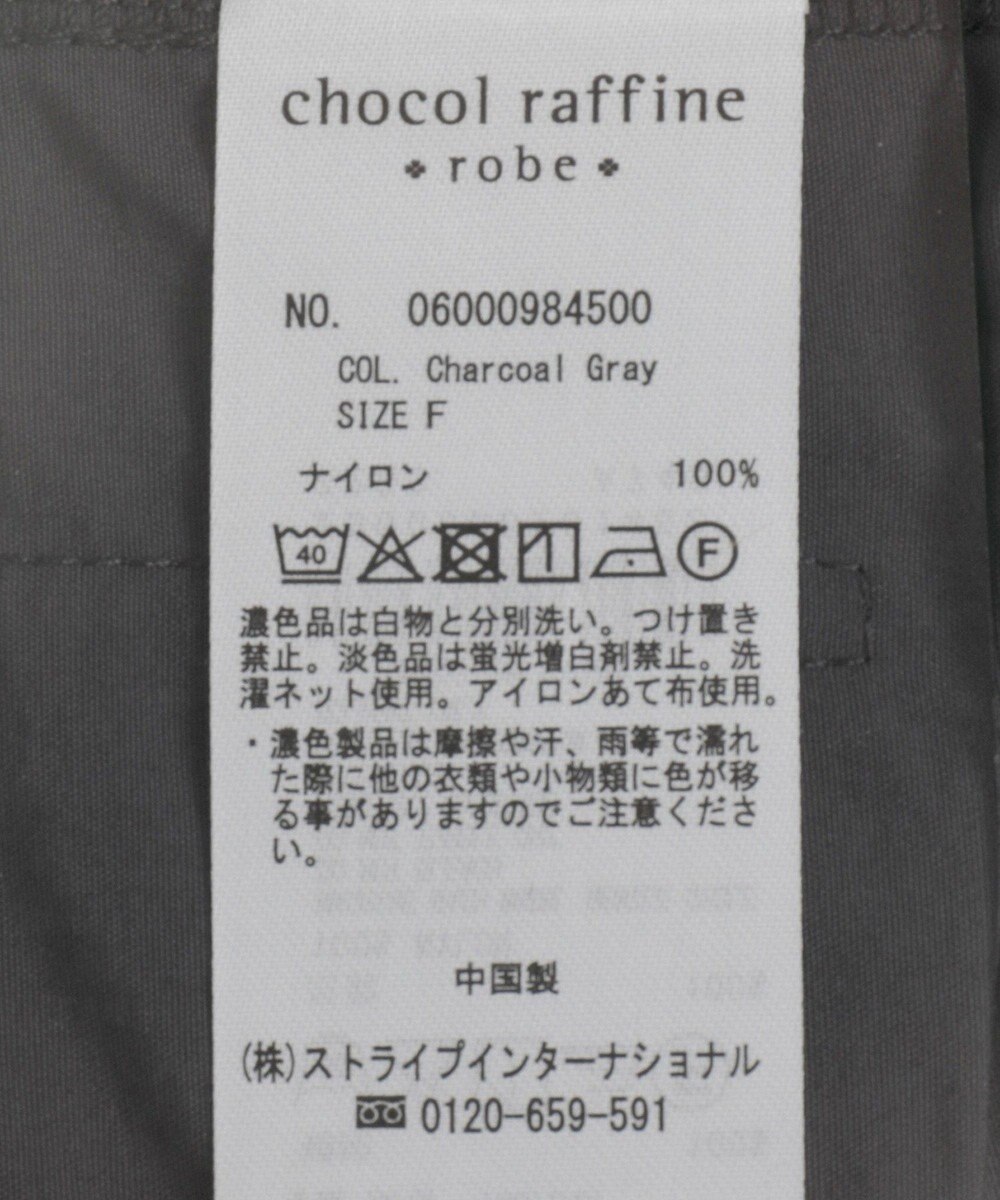 chocol raffine
robe
NO. 06000984500
COL. Charcoal Gray
SIZE F
ナイロン 100%
40 F
濃色品は白物と分別洗い。つけ置き
禁止。淡色品は蛍光増白剤禁止。洗
濯ネット使用。アイロンあて布使用。
・濃色製品は摩擦や汗、雨等で濡れ
た際に他の衣類や小物類に色が移
る事がありますのでご注意くださ
い。
中国製
(株)ストライプインターナショナル
0120-659-591